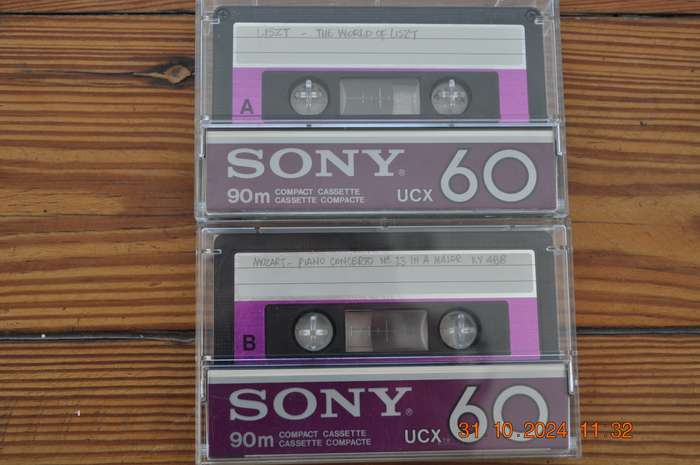 LISZT - THE WORLD OF LISZT
A
SONY®
90m COMPACT CASSETTE
CASSETTE COMPACTE
UCX 60
MOZART - PIANO CONCERTO Nº 23 IN A MAJOR K.V 488
B
SONY®
90m COMPACT CASSETTE
CASSETTE COMPACTE
UCX 60
31 10 2024 11 32